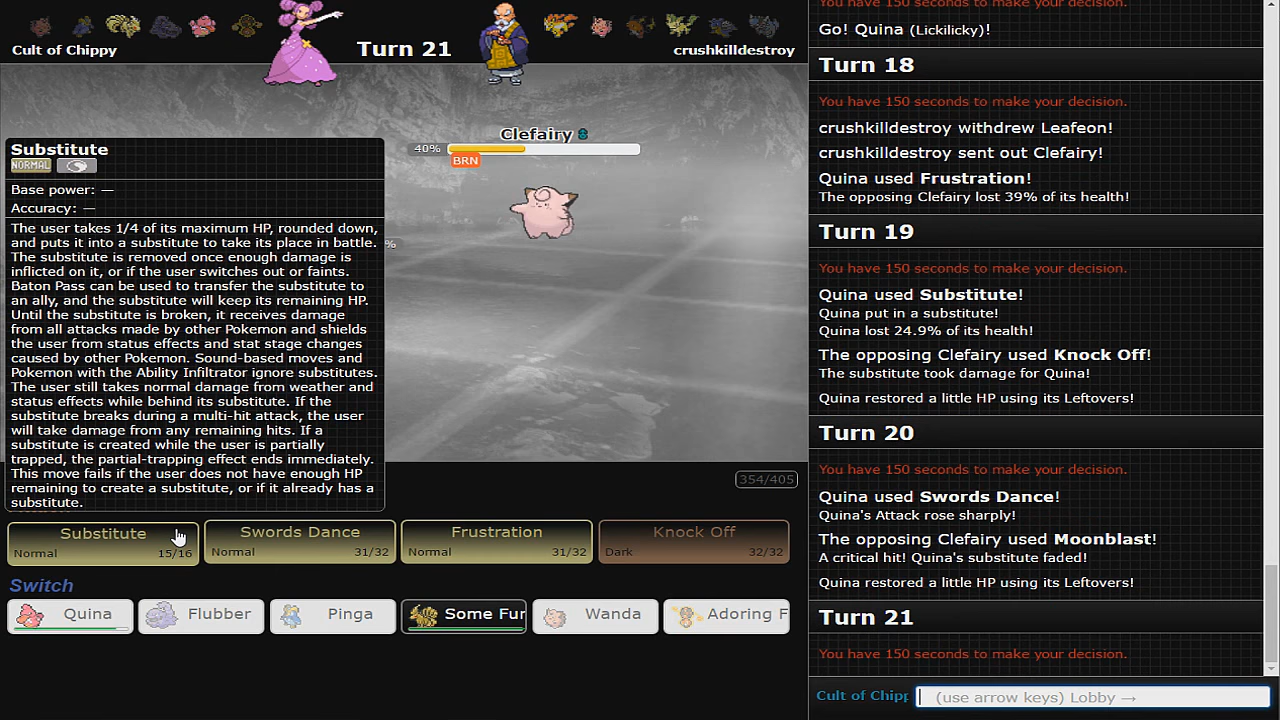 Cult of Chippy
Turn 21
crushkilldestroy
Clefairy
40%
BRN
%
Substitute
NORMAL
Base power: —
Accuracy: —
The user takes 1/4 of its maximum HP, rounded down,
and puts it into a substitute to take its place in battle.
The substitute is removed once enough damage is
inflicted on it, or if the user switches out or faints.
Baton Pass can be used to transfer the substitute to
an ally, and the substitute will keep its remaining HP.
Until the substitute is broken, it receives damage
from all attacks made by other Pokemon and shields
the user from status effects and stat stage changes
caused by other Pokemon. Sound-based moves and
Pokemon with the Ability Infiltrator ignore substitutes.
The user still takes normal damage from weather and
status effects while behind its substitute. If the
substitute breaks during a multi-hit attack, the user
will take damage from any remaining hits. If a
substitute is created while the user is partially
trapped, the partial-trapping effect ends immediately.
This move fails if the user does not have enough HP
remaining to create a substitute, or if it already has a
substitute.
354/405
Substitute
Normal 15/16
Swords Dance
Normal 31/32
Frustration
Normal 31/32
Knock Off
Dark 32/32
Switch
Quina
Flubber
Pinga
Some Fur
Wanda
Adoring F
You have 150 seconds to make your decision.
Go! Quina (Lickilicky)!
Turn 18
You have 150 seconds to make your decision.
crushkilldestroy withdrew Leafeon!
crushkilldestroy sent out Clefairy!
Quina used Frustration!
The opposing Clefairy lost 39% of its health!
Turn 19
You have 150 seconds to make your decision.
Quina used Substitute!
Quina put in a substitute!
Quina lost 24.9% of its health!
The opposing Clefairy used Knock Off!
The substitute took damage for Quina!
Quina restored a little HP using its Leftovers!
Turn 20
You have 150 seconds to make your decision.
Quina used Swords Dance!
Quina's Attack rose sharply!
The opposing Clefairy used Moonblast!
A critical hit! Quina's substitute faded!
Quina restored a little HP using its Leftovers!
Turn 21
You have 150 seconds to make your decision.
Cult of Chipp
(use arrow keys) Lobby →